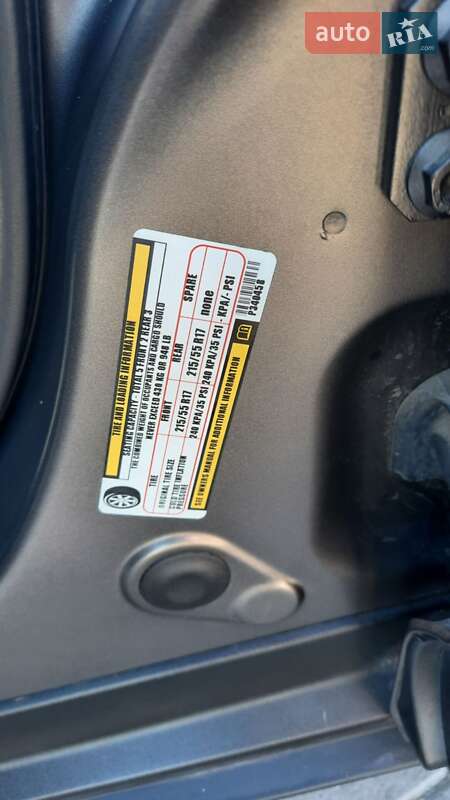 auto RIA.com
TIRE AND LOADING INFORMATION
SEATING CAPACITY - TOTAL 5 FRONT 2 REAR 3
THE COMBINED WEIGHT OF OCCUPANTS AND CARGO SHOULD
NEVER EXCEED 430 KG OR 948 LB
TIRE FRONT REAR SPARE
ORIGINAL TIRE SIZE 215/55 R17 215/55 R17 none
COLD TIRE INFLATION PRESSURE 240 KPA/35 PSI 240 KPA/35 PSI - KPA/- PSI
SEE OWNERS MANUAL FOR ADDITIONAL INFORMATION
P340458